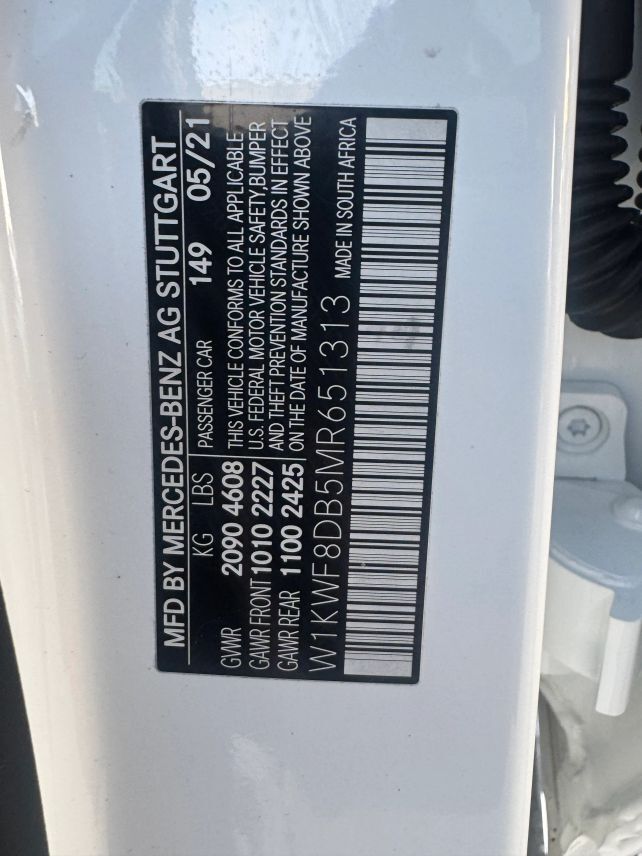 MFD BY MERCEDES-BENZ AG STUTTGART
KG LBS PASSENGER CAR 149 05/21
GVWR 2090 4608 THIS VEHICLE CONFORMS TO ALL APPLICABLE
GAWR FRONT 1010 2227 U.S. FEDERAL MOTOR VEHICLE SAFETY,BUMPER
GAWR REAR 1100 2425 AND THEFT PREVENTION STANDARDS IN EFFECT
ON THE DATE OF MANUFACTURE SHOWN ABOVE
W1KWF8DB5MR651313 MADE IN SOUTH AFRICA